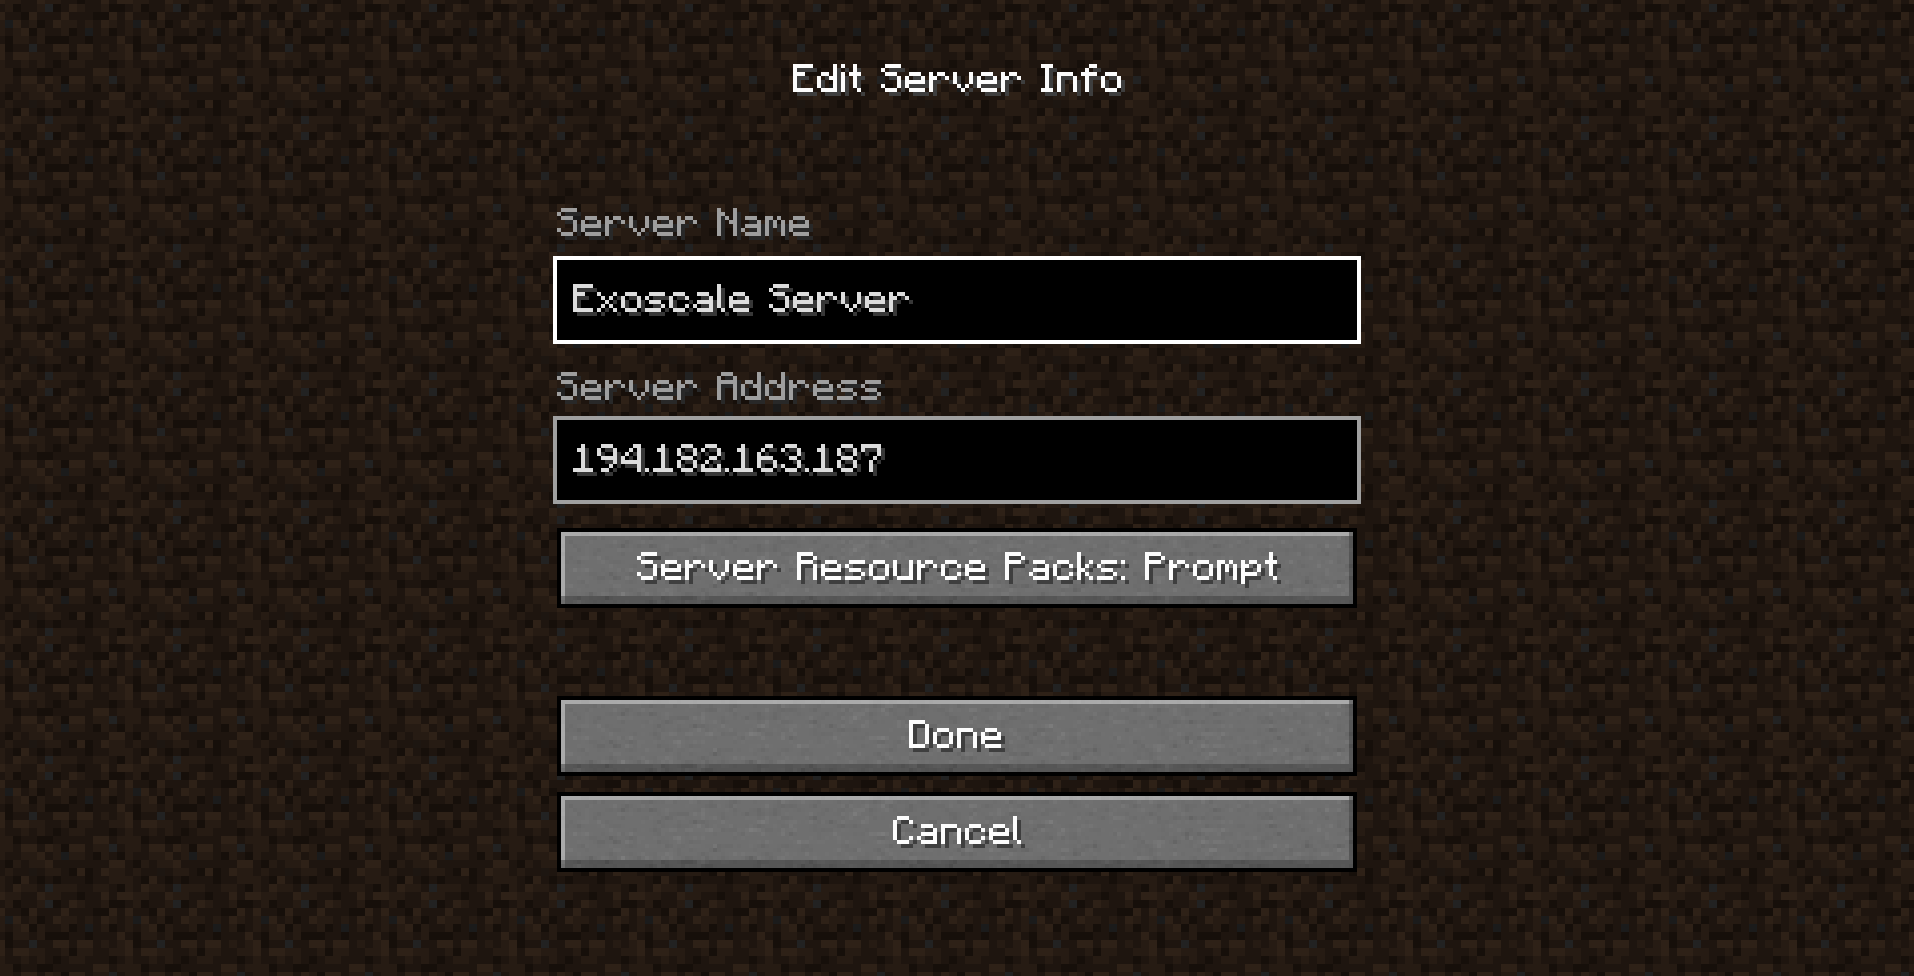 Edit Server Info
Server Name
Exoscale Server
Server Address
194.182.163.187
Server Resource Packs: Prompt
Done
Cancel